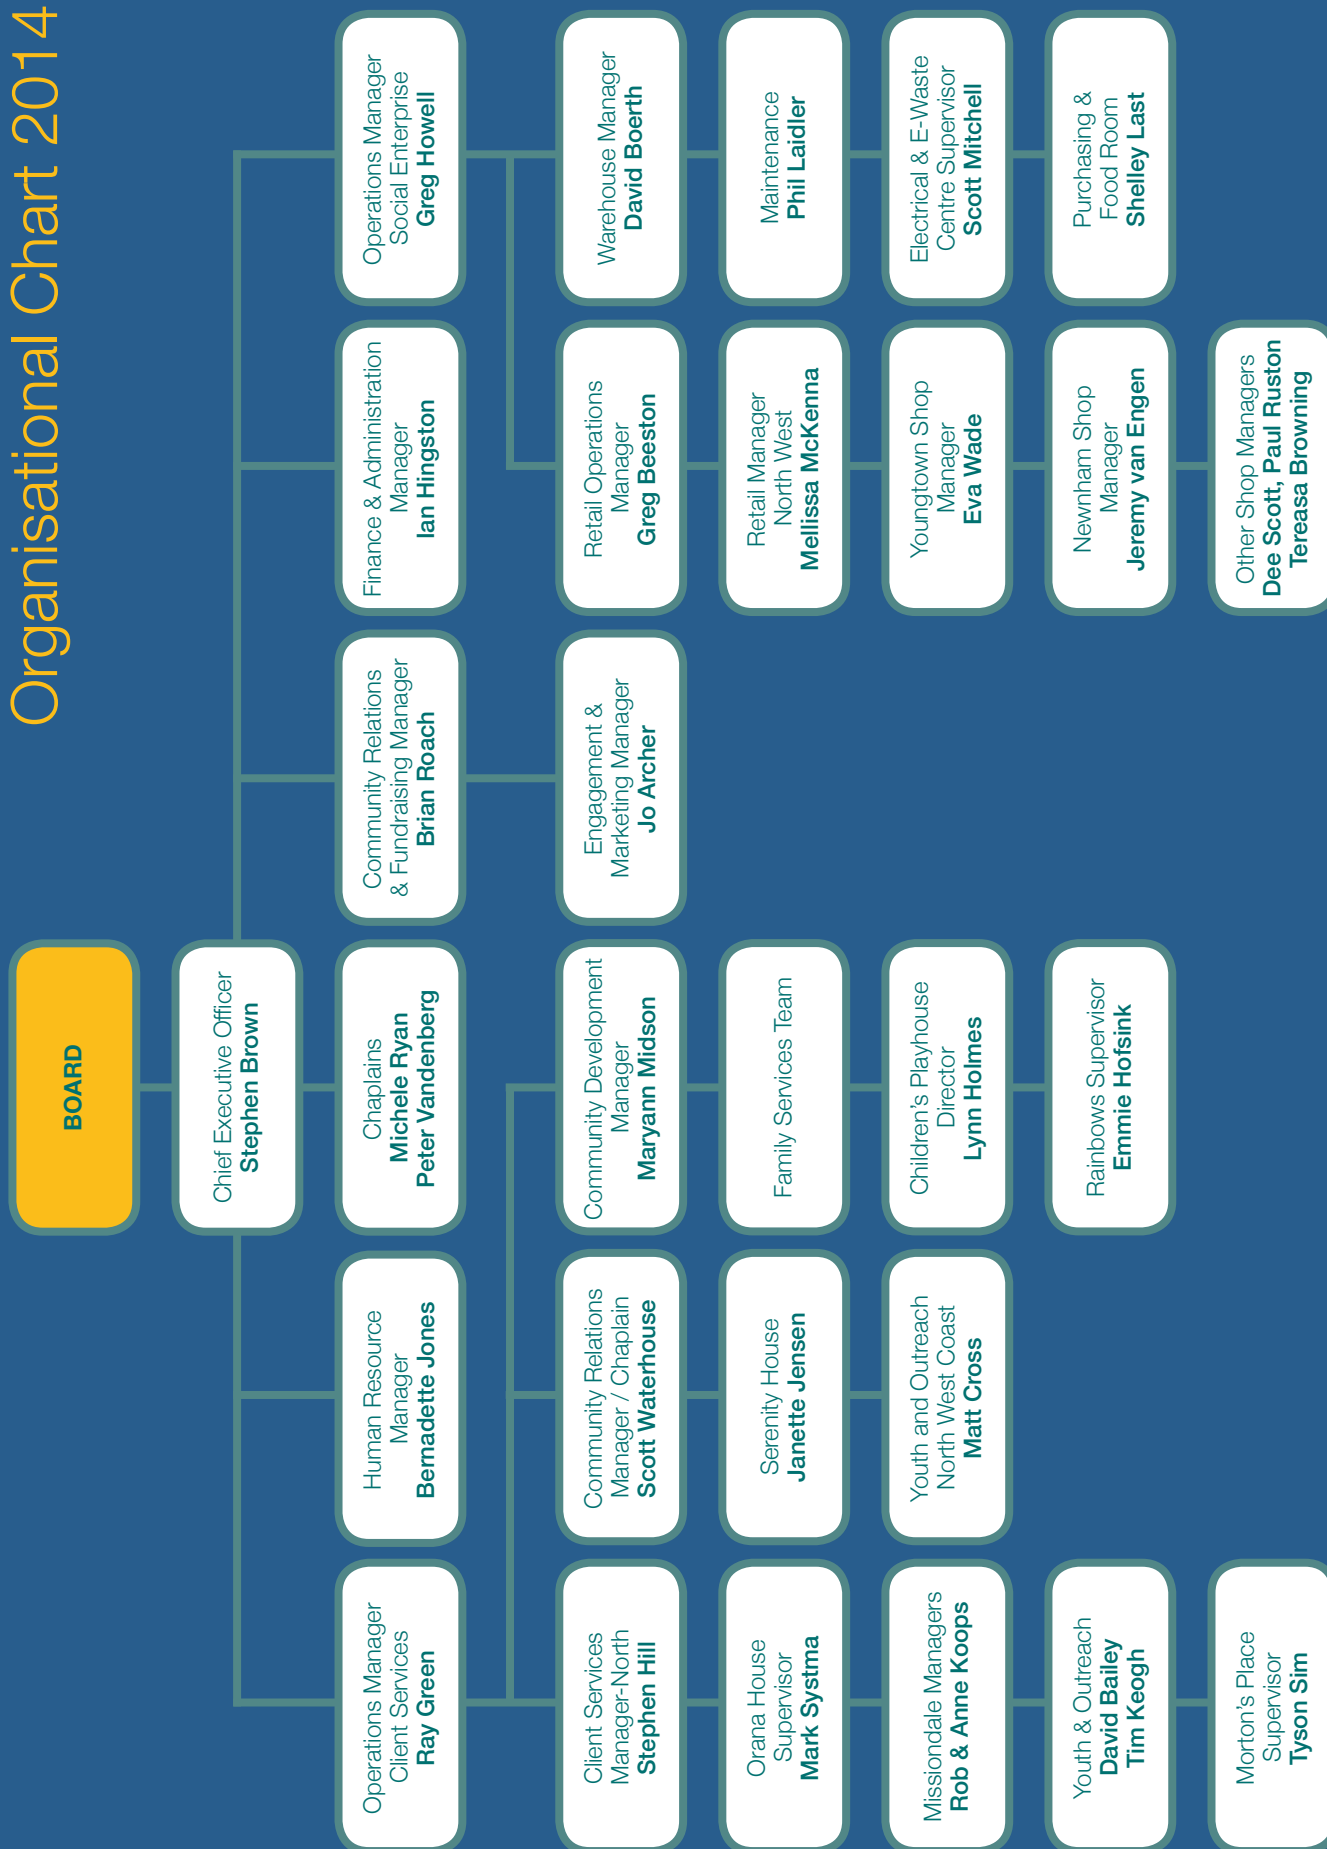 Organisational Chart 2014
BOARD
Chief Executive Officer
Stephen Brown
Operations Manager
Client Services
Ray Green
Human Resource
Manager
Bernadette Jones
Chaplains
Michele Ryan
Peter Vandenberg
Community Relations
& Fundraising Manager
Brian Roach
Finance & Administration
Manager
Ian Hingston
Operations Manager
Social Enterprise
Greg Howell
Client Services
Manager-North
Stephen Hill
Community Relations
Manager / Chaplain
Scott Waterhouse
Community Development
Manager
Maryann Midson
Engagement &
Marketing Manager
Jo Archer
Retail Operations
Manager
Greg Beeston
Warehouse Manager
David Boerth
Orana House
Supervisor
Mark Systma
Serenity House
Janette Jensen
Family Services Team
Retail Manager
North West
Mellissa McKenna
Maintenance
Phil Laidler
Missiondale Managers
Rob & Anne Koops
Youth and Outreach
North West Coast
Matt Cross
Children's Playhouse
Director
Lynn Holmes
Youngtown Shop
Manager
Eva Wade
Electrical & E-Waste
Centre Supervisor
Scott Mitchell
Youth & Outreach
David Bailey
Tim Keogh
Rainbows Supervisor
Emmie Hofsink
Newnham Shop
Manager
Jeremy van Engen
Purchasing &
Food Room
Shelley Last
Morton's Place
Supervisor
Tyson Sim
Other Shop Managers
Dee Scott, Paul Ruston
Tereasa Browning